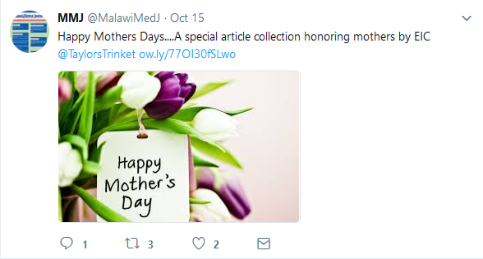 MMJ @MalawiMedJ · Oct 15
Happy Mothers Days....A special article collection honoring mothers by EIC
@TaylorsTrinket ow.ly/77OI30fSLwo
Happy
Mother's
Day
1 3 2